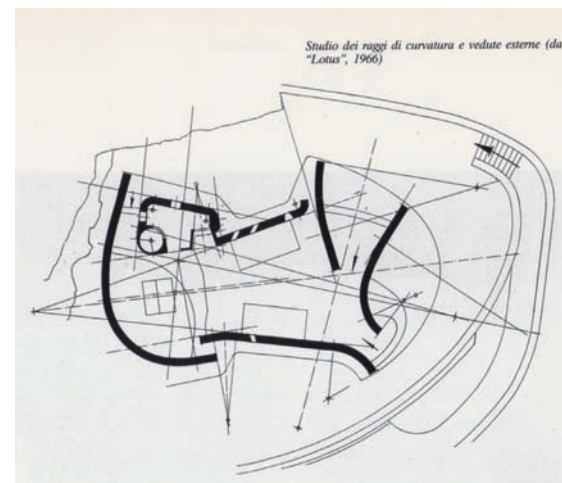 Studio dei raggi di curvatura e vedute esterne (da
"Lotus", 1966)